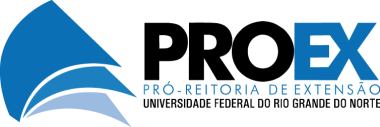 PROEX
PRÓ-REITORIA DE EXTENSÃO
UNIVERSIDADE FEDERAL DO RIO GRANDE DO NORTE